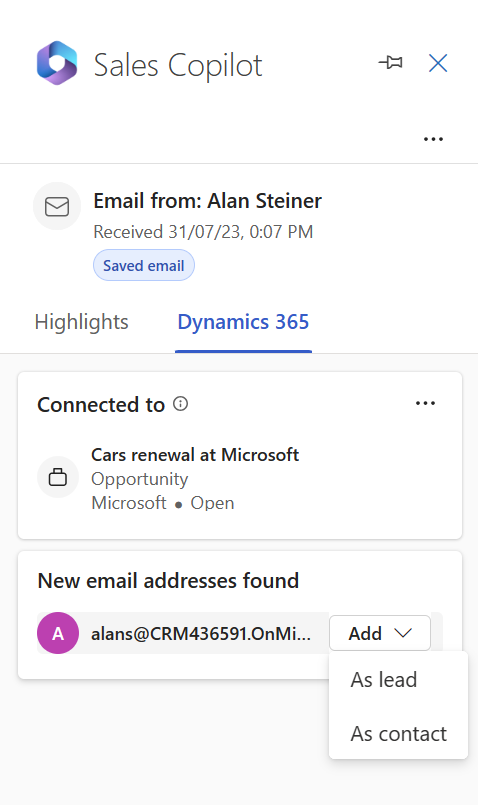 Sales Copilot
Email from: Alan Steiner
Received 31/07/23, 0:07 PM
Saved email
Highlights
Dynamics 365
Connected to
Cars renewal at Microsoft
Opportunity
Microsoft • Open
New email addresses found
A
alans@CRM436591.OnMi...
Add
As lead
As contact